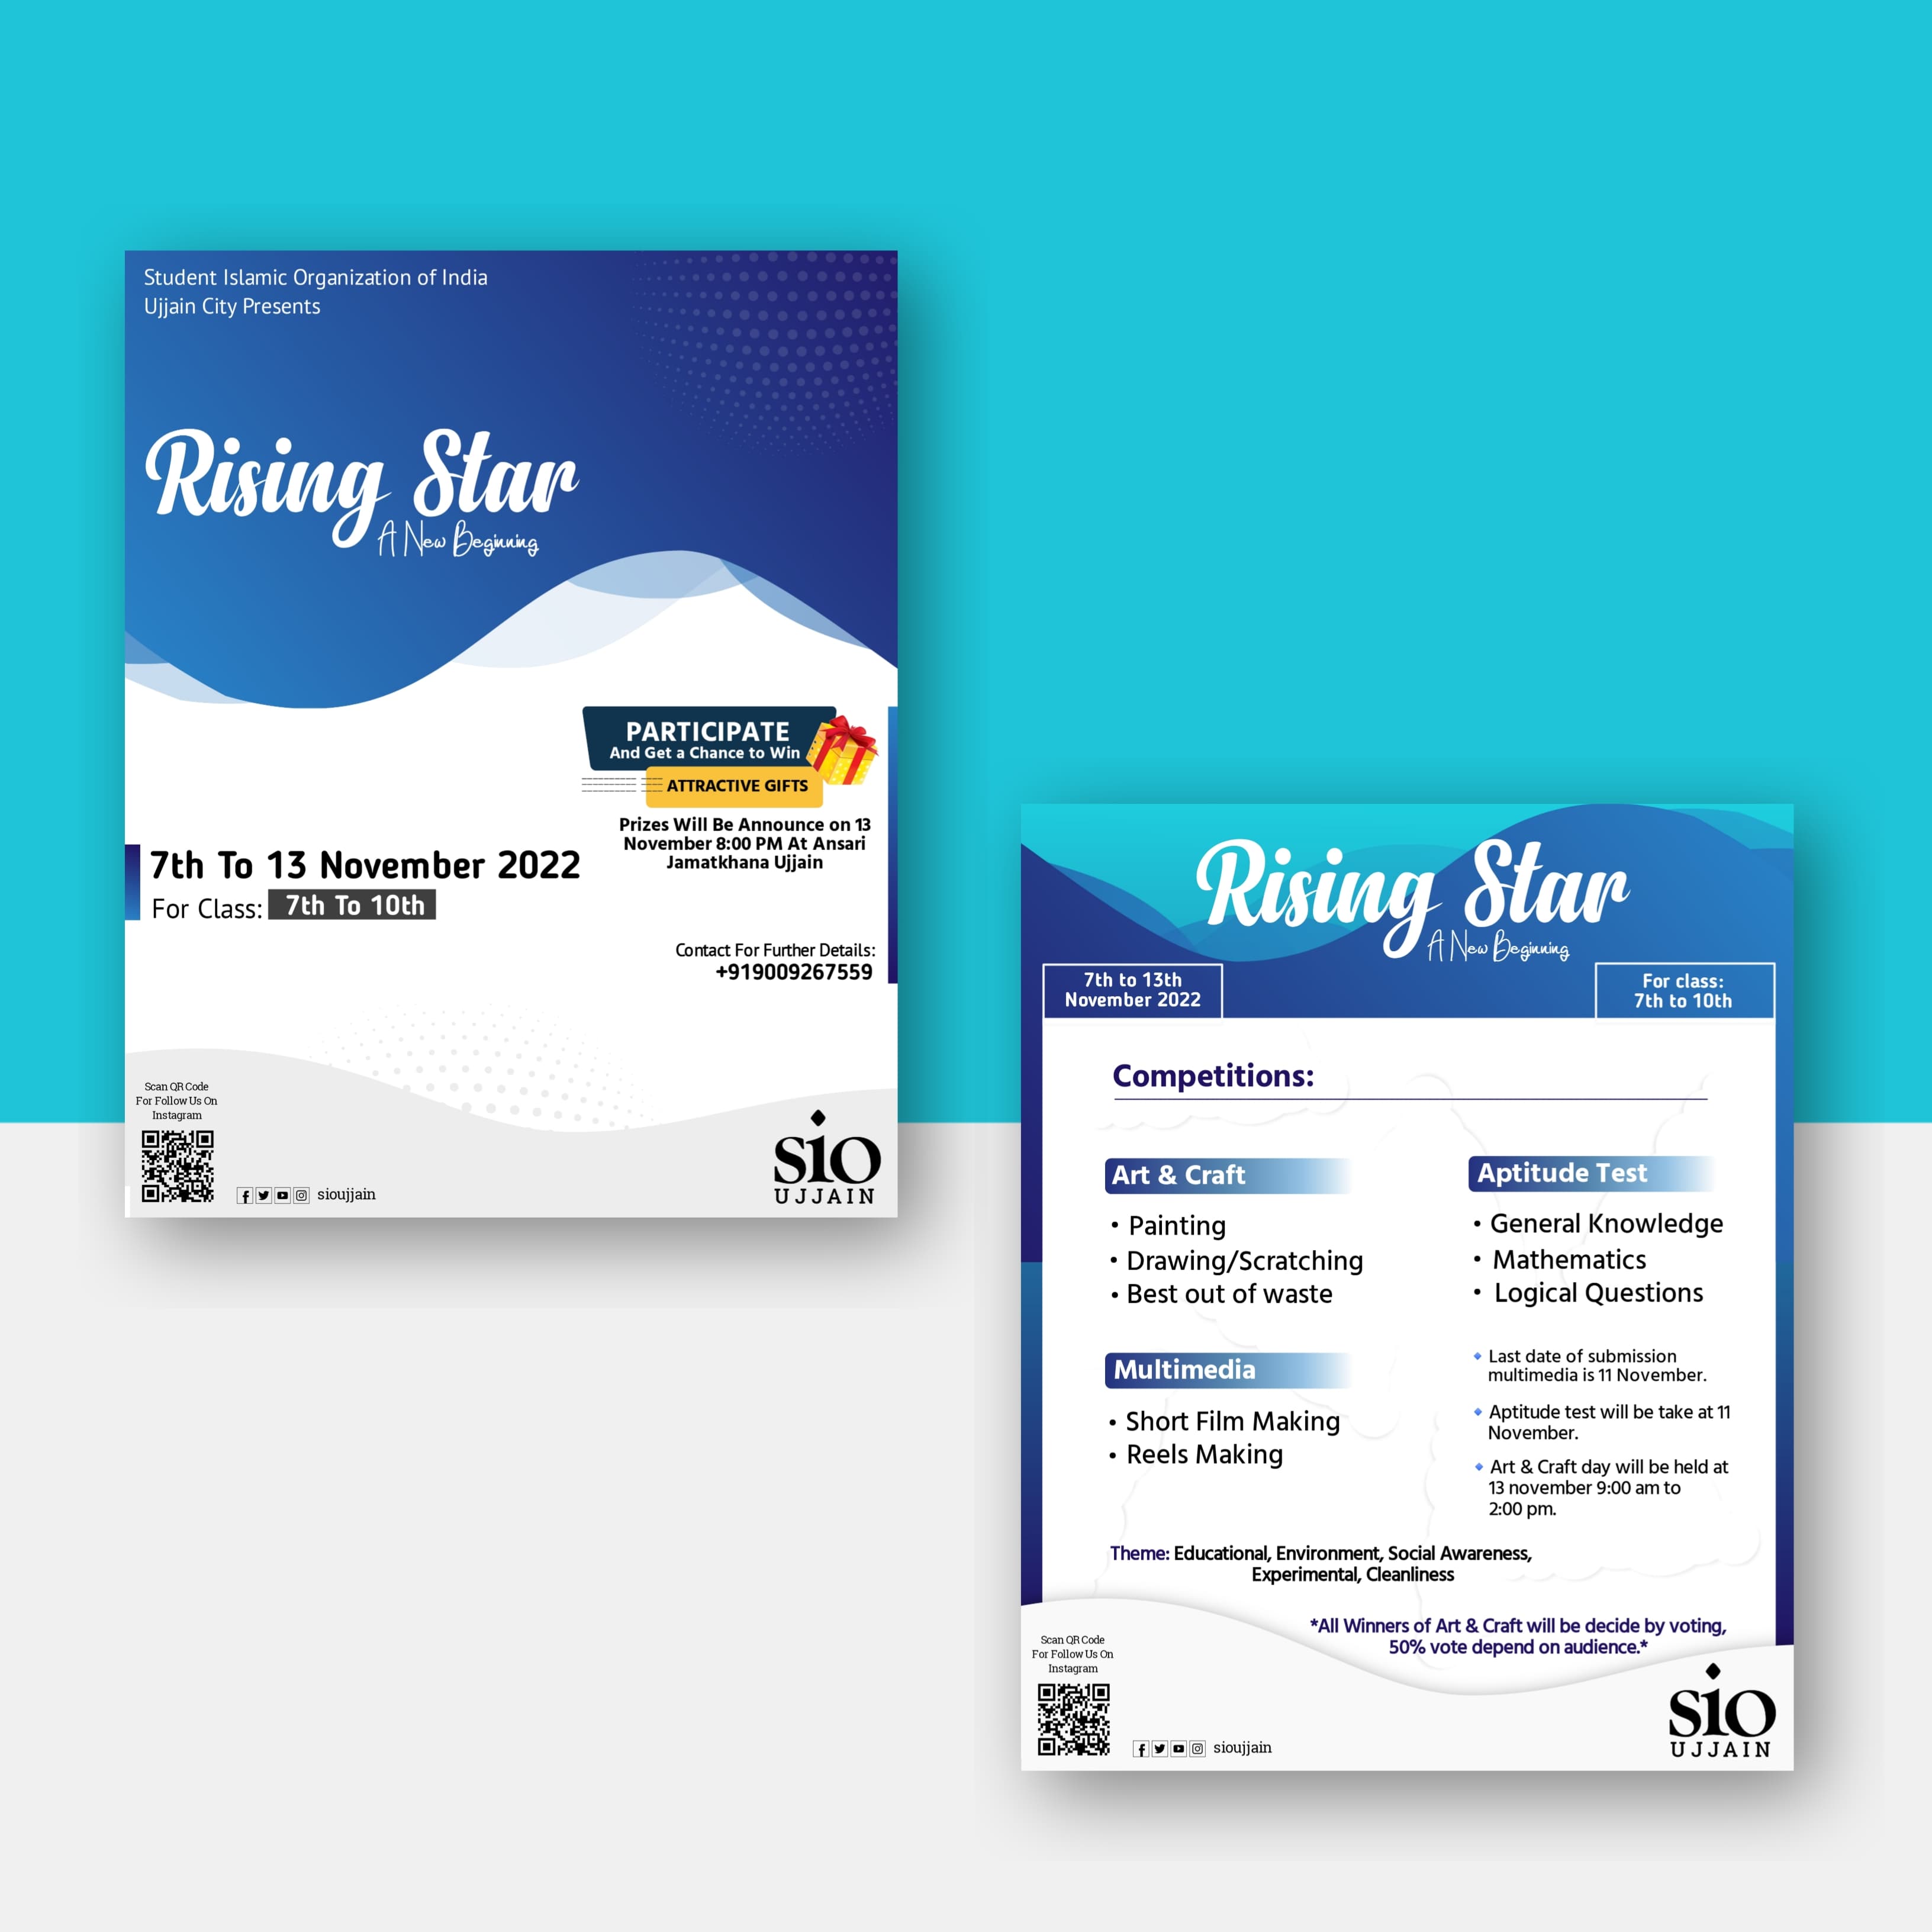 Student Islamic Organization of India
Ujjain City Presents
Rising Star
A New Beginning
PARTICIPATE
And Get a Chance to Win
ATTRACTIVE GIFTS
Prizes Will Be Announce on 13
November 8:00 PM At Ansari
Jamatkhana Ujjain
7th To 13 November 2022
For Class: 7th To 10th
Contact For Further Details:
+919009267559
Scan QR Code
For Follow Us On
Instagram
sioujjain
sio
UJJAIN
Rising Star
A New Beginning
7th to 13th
November 2022
For class:
7th to 10th
Competitions:
Art & Craft
• Painting
• Drawing/Scratching
• Best out of waste
Multimedia
• Short Film Making
• Reels Making
Aptitude Test
• General Knowledge
• Mathematics
• Logical Questions
Last date of submission
multimedia is 11 November.
Aptitude test will be take at 11
November.
Art & Craft day will be held at
13 november 9:00 am to
2:00 pm.
Theme: Educational, Environment, Social Awareness,
Experimental, Cleanliness
*All Winners of Art & Craft will be decide by voting,
50% vote depend on audience.*
Scan QR Code
For Follow Us On
Instagram
sioujjain
sio
UJJAIN